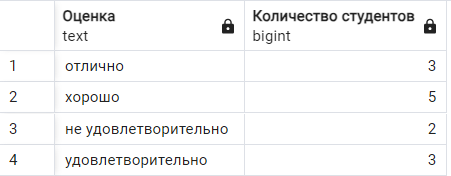 Оценка Количество студентов
text bigint
1 отлично 3
2 хорошо 5
3 не удовлетворительно 2
4 удовлетворительно 3